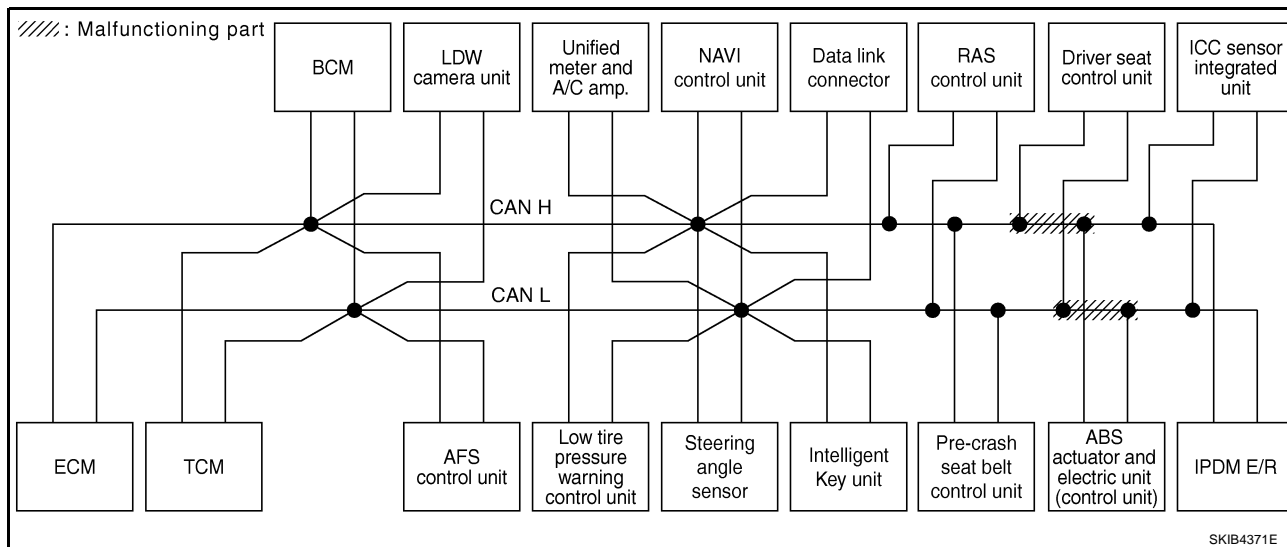 : Malfunctioning part
BCM
LDW
camera unit
Unified
meter and
A/C amp.
NAVI
control unit
Data link
connector
RAS
control unit
Driver seat
control unit
ICC sensor
integrated
unit
CAN H
CAN L
ECM
TCM
AFS
control unit
Low tire
pressure
warning
control unit
Steering
angle
sensor
Intelligent
Key unit
Pre-crash
seat belt
control unit
ABS
actuator and
electric unit
(control unit)
IPDM E/R
SKIB4371E